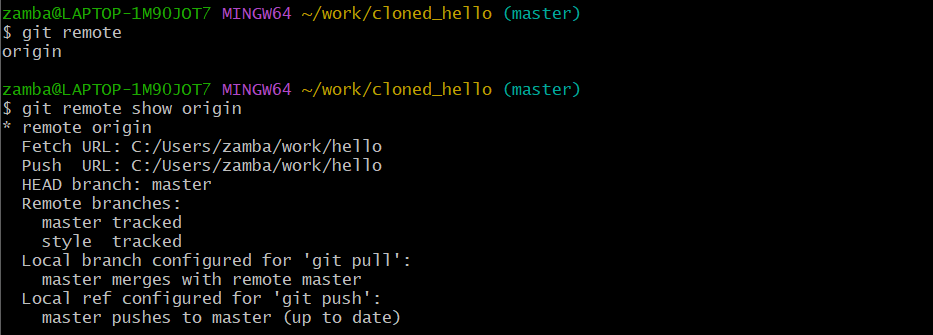 zamba@LAPTOP-1M90JOT7 MINGW64 ~/work/cloned_hello (master)
$ git remote
origin

zamba@LAPTOP-1M90JOT7 MINGW64 ~/work/cloned_hello (master)
$ git remote show origin
* remote origin
  Fetch URL: C:/Users/zamba/work/hello
  Push  URL: C:/Users/zamba/work/hello
  HEAD branch: master
  Remote branches:
    master tracked
    style  tracked
  Local branch configured for 'git pull':
    master merges with remote master
  Local ref configured for 'git push':
    master pushes to master (up to date)